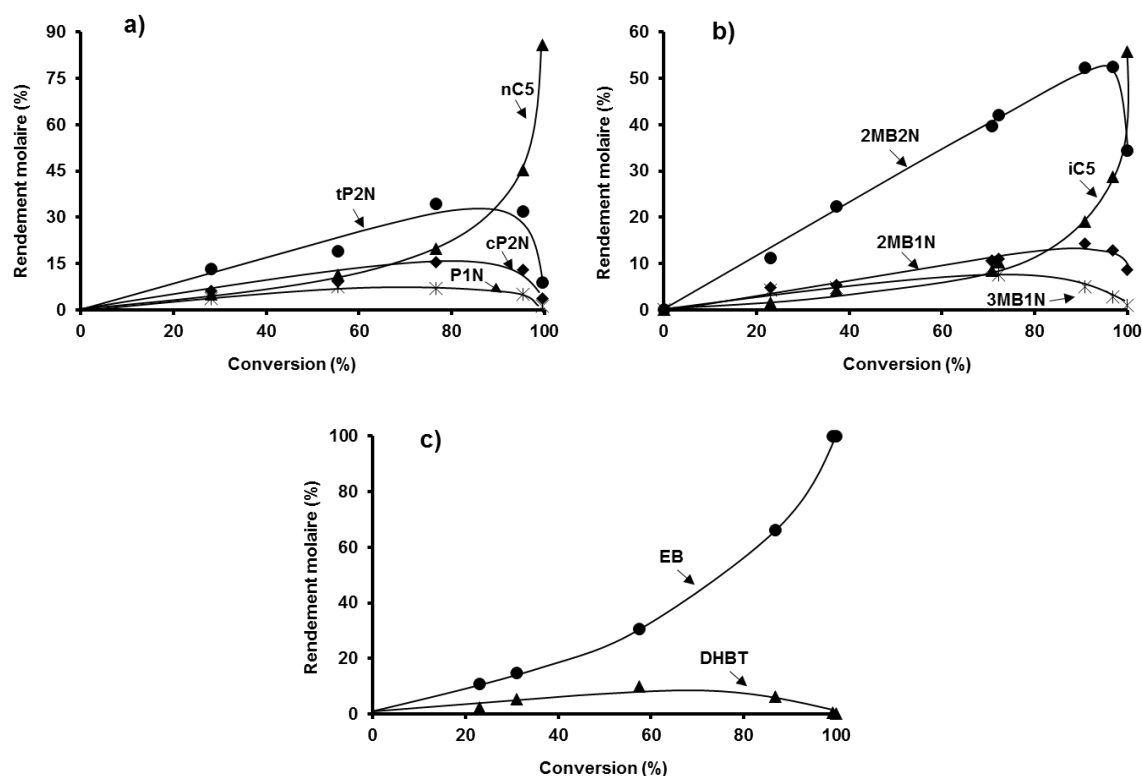 a)
Rendement molaire (%)
90
75
60
45
30
15
0
nC5
tP2N
cP2N
P1N
0 20 40 60 80 100
Conversion (%)
b)
Rendement molaire (%)
60
50
40
30
20
10
0
2MB2N
iC5
2MB1N
3MB1N
0 20 40 60 80 100
Conversion (%)
c)
Rendement molaire (%)
100
80
60
40
20
0
EB
DHBT
0 20 40 60 80 100
Conversion (%)